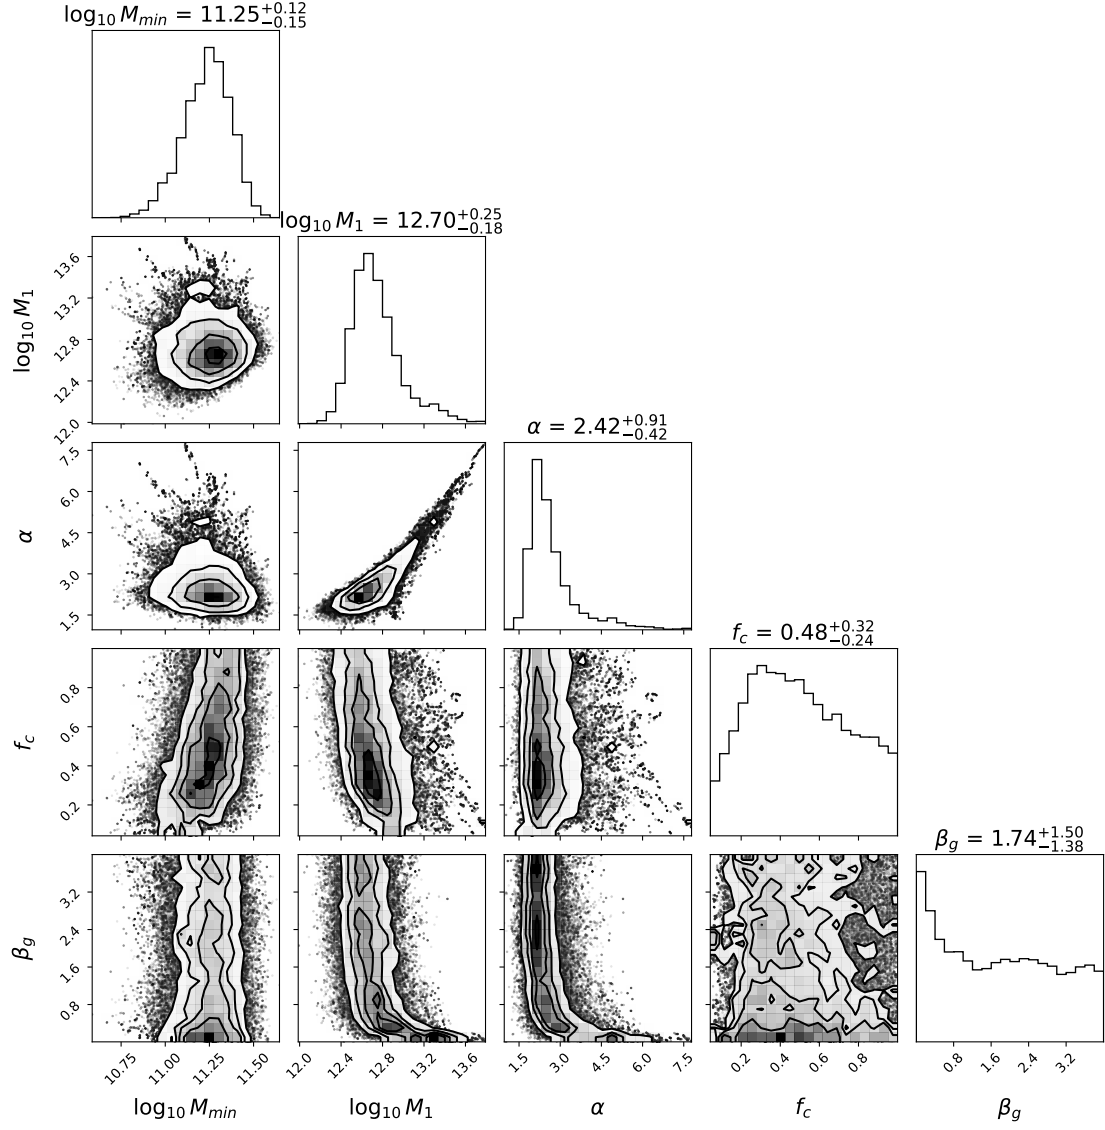 log₁₀ M_min = 11.25 +0.12 −0.15
log₁₀ M₁ = 12.70 +0.25 −0.18
13.6
13.2
12.8
12.4
12.0
log₁₀ M₁
α = 2.42 +0.91 −0.42
7.5
6.0
4.5
3.0
1.5
α
f_c = 0.48 +0.32 −0.24
0.8
0.6
0.4
0.2
f_c
β_g = 1.74 +1.50 −1.38
3.2
2.4
1.6
0.8
β_g
10.75 11.00 11.25 11.50 12.0 12.4 12.8 13.2 13.6 1.5 3.0 4.5 6.0 7.5 0.2 0.4 0.6 0.8 0.8 1.6 2.4 3.2
log₁₀ M_min log₁₀ M₁ α f_c β_g